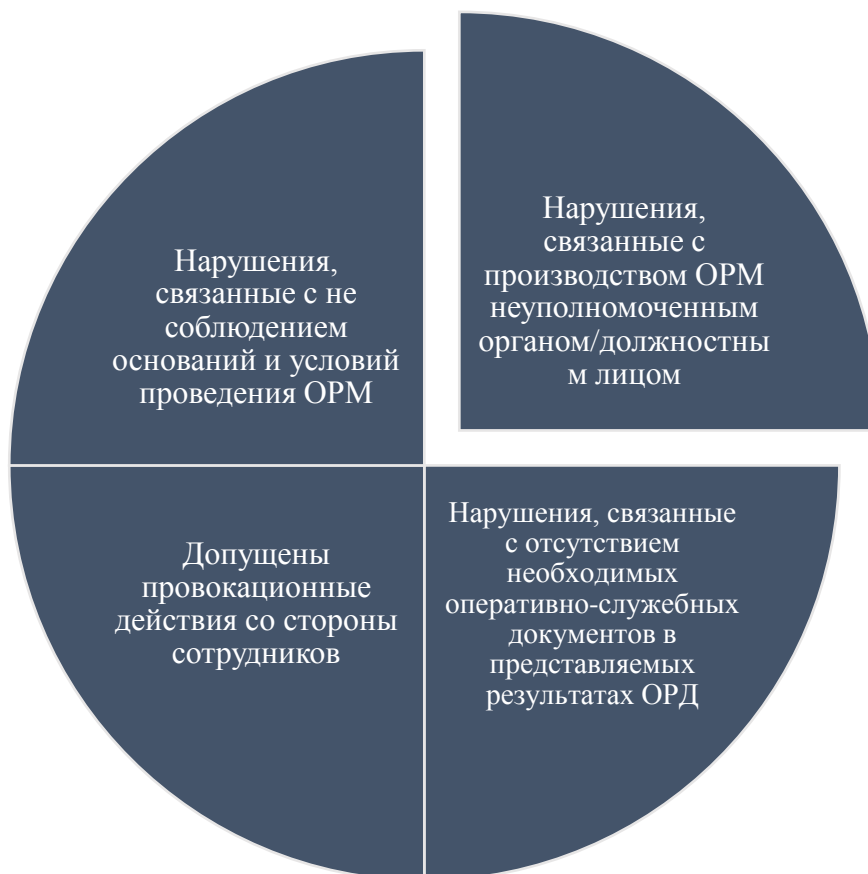 Нарушения,
связанные с не
соблюдением
оснований и условий
проведения ОРМ
Нарушения,
связанные с
производством ОРМ
неуполномоченным
органом/должностны
м лицом
Допущены
провокационные
действия со стороны
сотрудников
Нарушения, связанные
с отсутствием
необходимых
оперативно-служебных
документов в
представляемых
результатах ОРД